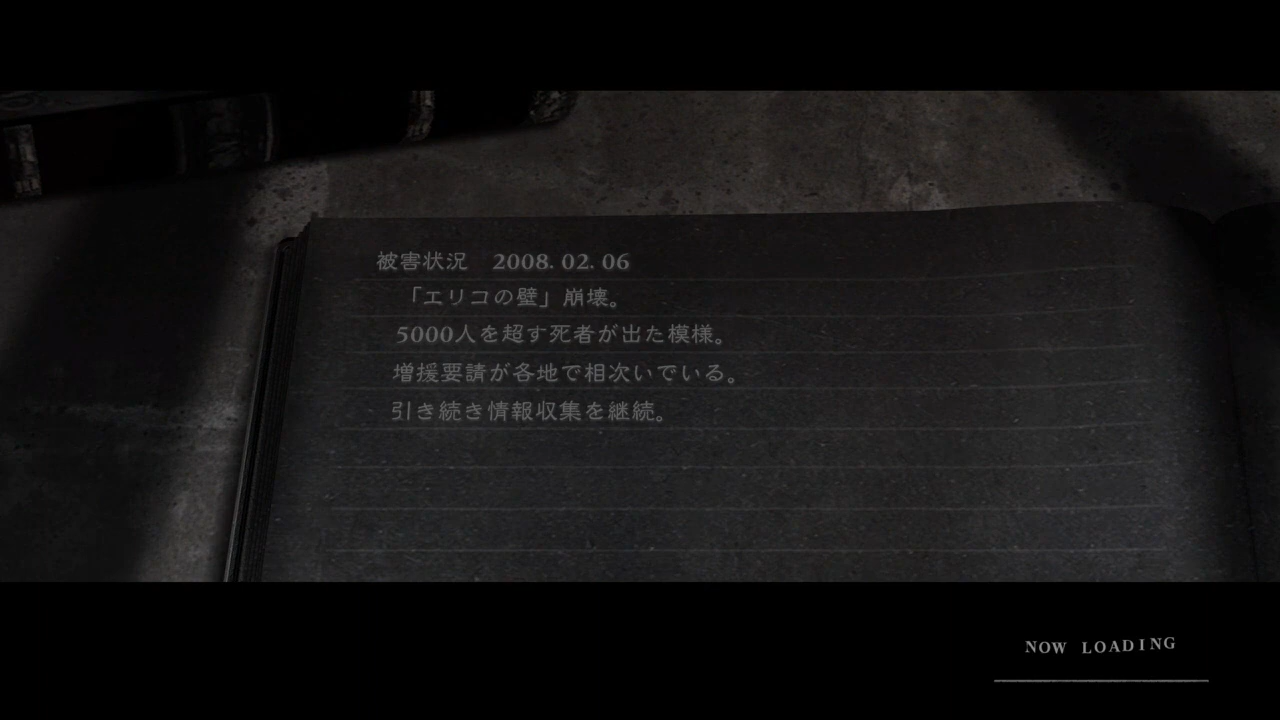 被害状況　2008. 02. 06
「エリコの壁」崩壊。
5000人を超す死者が出た模様。
増援要請が各地で相次いでいる。
引き続き情報収集を継続。
NOW LOADING